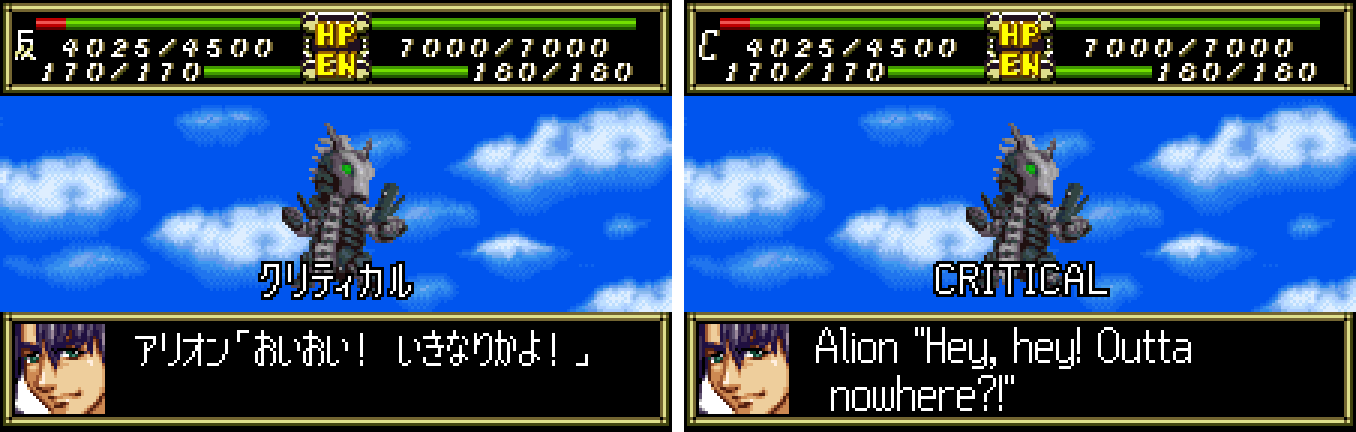 HP
反 4025/4500 7000/7000
EN
170/170 180/180
クリティカル
アリオン「おいおい！ いきなりかよ！」
HP
C 4025/4500 7000/7000
EN
170/170 180/180
CRITICAL
Alion "Hey, hey! Outta
nowhere?!"